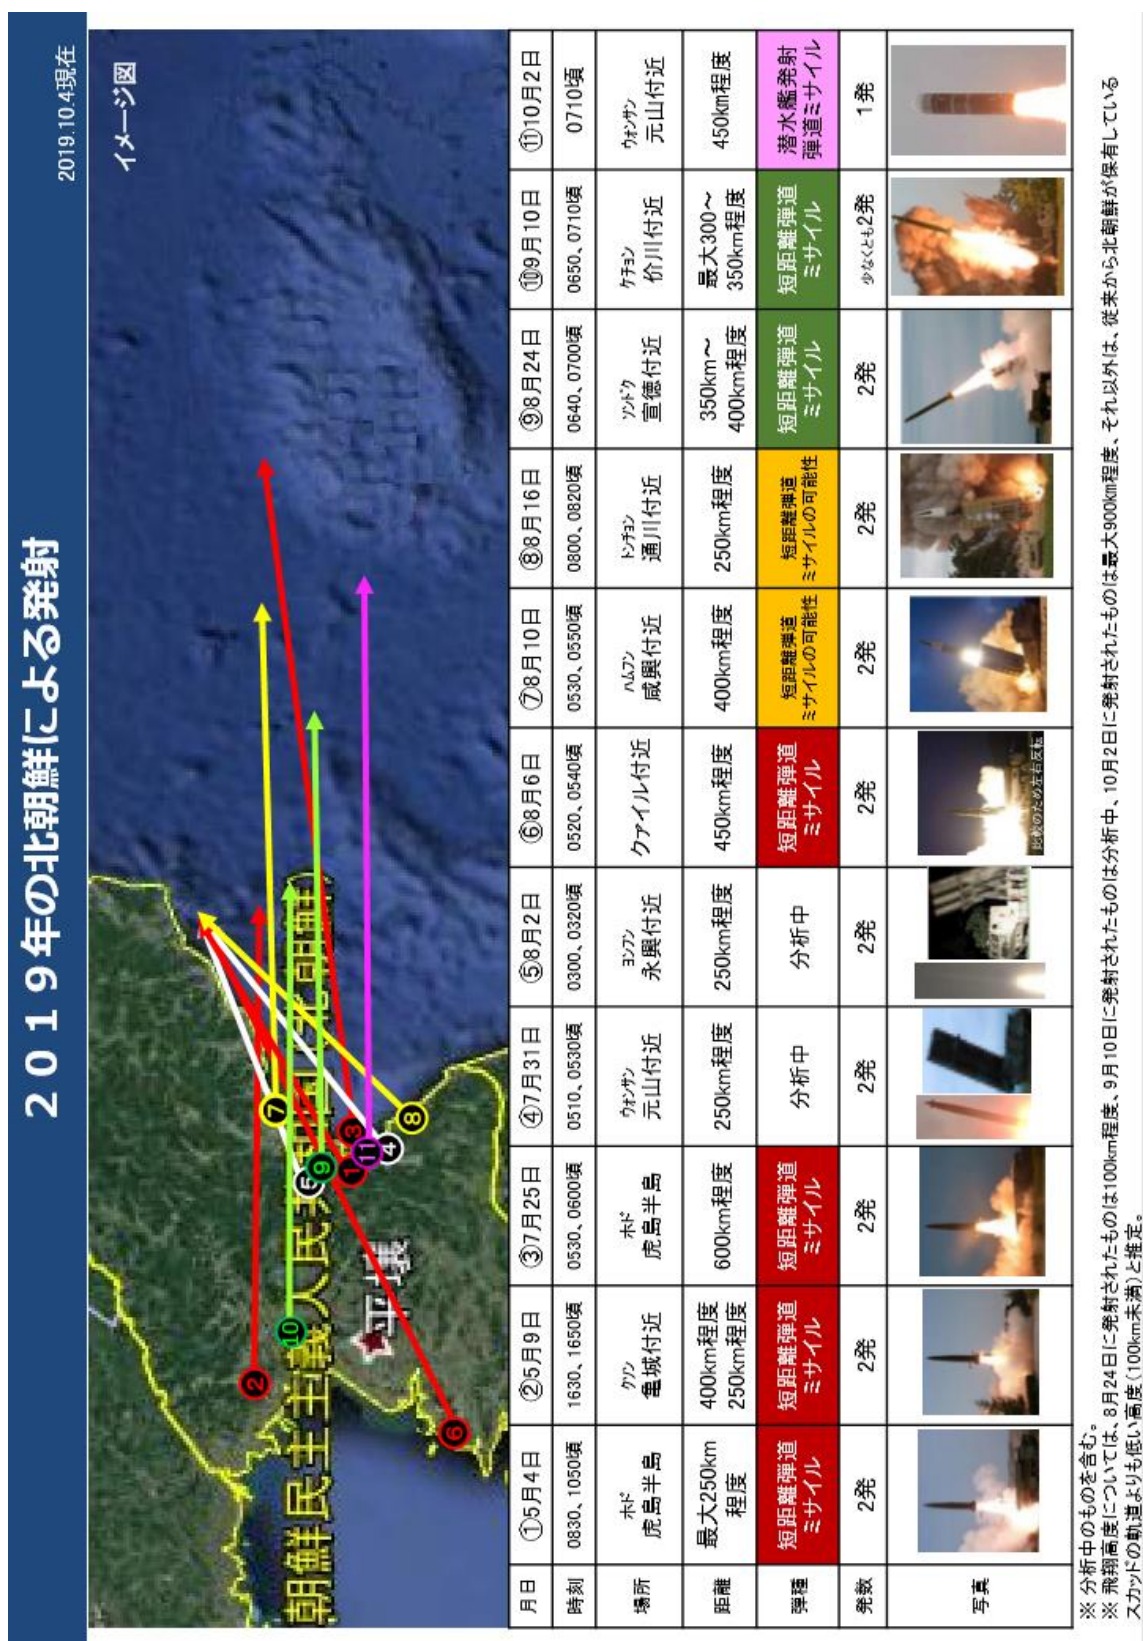 ２０１９年の北朝鮮による発射
2019.10.4現在
イメージ図
朝鮮民主主義人民
平壌
1
2
3
4
5
6
7
8
9
10
11
月日 ①5月4日 ②5月9日 ③7月25日 ④7月31日 ⑤8月2日 ⑥8月6日 ⑦8月10日 ⑧8月16日 ⑨8月24日 ⑩9月10日 ⑪10月2日
時刻 0830、1050頃 1630、1650頃 0530、0600頃 0510、0530頃 0300、0320頃 0520、0540頃 0530、0550頃 0800、0820頃 0640、0700頃 0650、0710頃 0710頃
ホド クソン ホド ウォンサン ヨンフン ハムフン トンチョン ソンドク ケチョン ウォンサン
場所 虎島半島 亀城付近 虎島半島 元山付近 永興付近 クァイル付近 咸興付近 通川付近 宣徳付近 价川付近 元山付近
距離 最大250km 400km程度 600km程度 250km程度 250km程度 450km程度 400km程度 250km程度 350km～ 最大300～ 450km程度
程度 250km程度 400km程度 350km程度
弾種 短距離弾道 短距離弾道 短距離弾道 分析中 分析中 短距離弾道 短距離弾道 短距離弾道 短距離弾道 短距離弾道 潜水艦発射
ミサイル ミサイル ミサイル ミサイル ミサイルの可能性 ミサイルの可能性 ミサイル ミサイル 弾道ミサイル
発数 2発 2発 2発 2発 2発 2発 2発 2発 2発 少なくとも2発 1発
写真
比較のため左右反転
※ 分析中のものを含む。
※ 飛翔高度については、8月24日に発射されたものは100km程度、9月10日に発射されたものは分析中、10月2日に発射されたものは最大900km程度、それ以外は、従来から北朝鮮が保有している
スカッドの軌道よりも低い高度（100km未満）と推定。